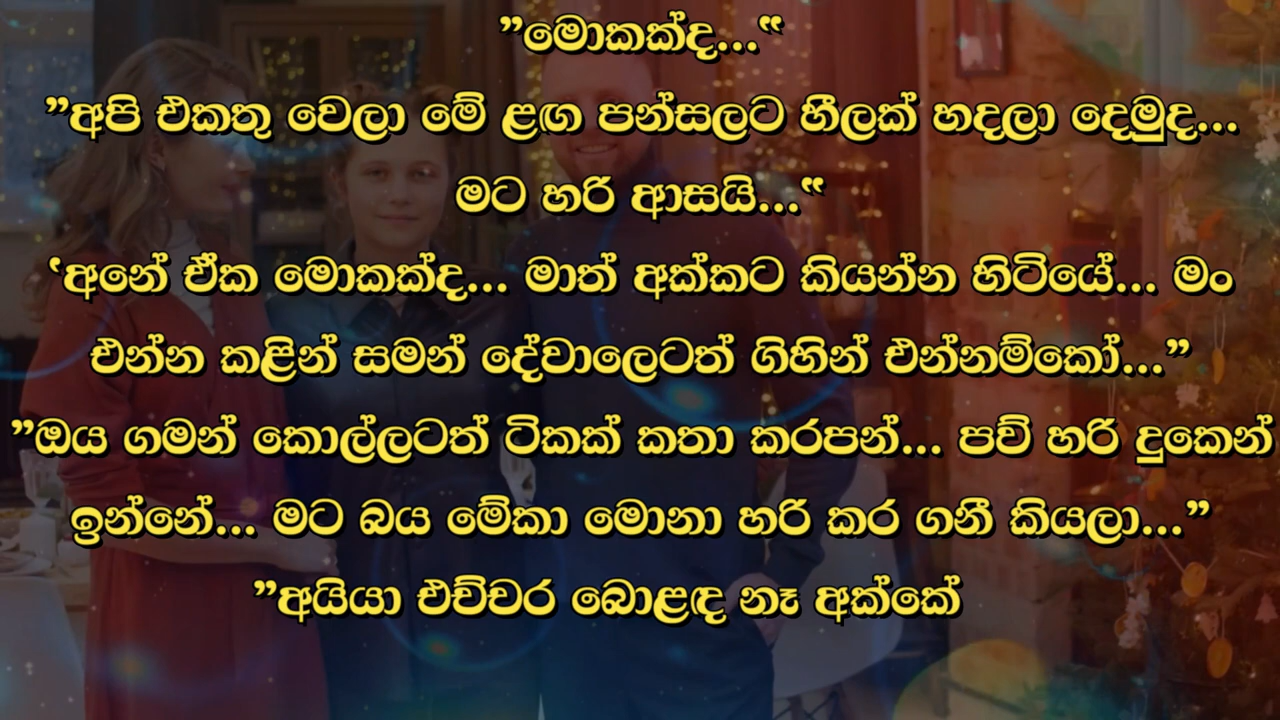 ”මොකක්ද...“
”අපි එකතු වෙලා මේ ළඟ පන්සලට හීලක් හදලා දෙමුද...
මට හරි ආසයි...“
‘අනේ ඒක මොකක්ද... මාත් අක්කට කියන්න හිටියේ... මං
එන්න කළින් සමන් දේවාලෙටත් ගිහින් එන්නම්කෝ...”
”ඔය ගමන් කොල්ලටත් ටිකක් කතා කරපන්... පව් හරි දුකෙන්
ඉන්නේ... මට බය මේකා මොනා හරි කර ගනී කියලා...”
”අයියා එච්චර බොළඳ නෑ අක්කේ